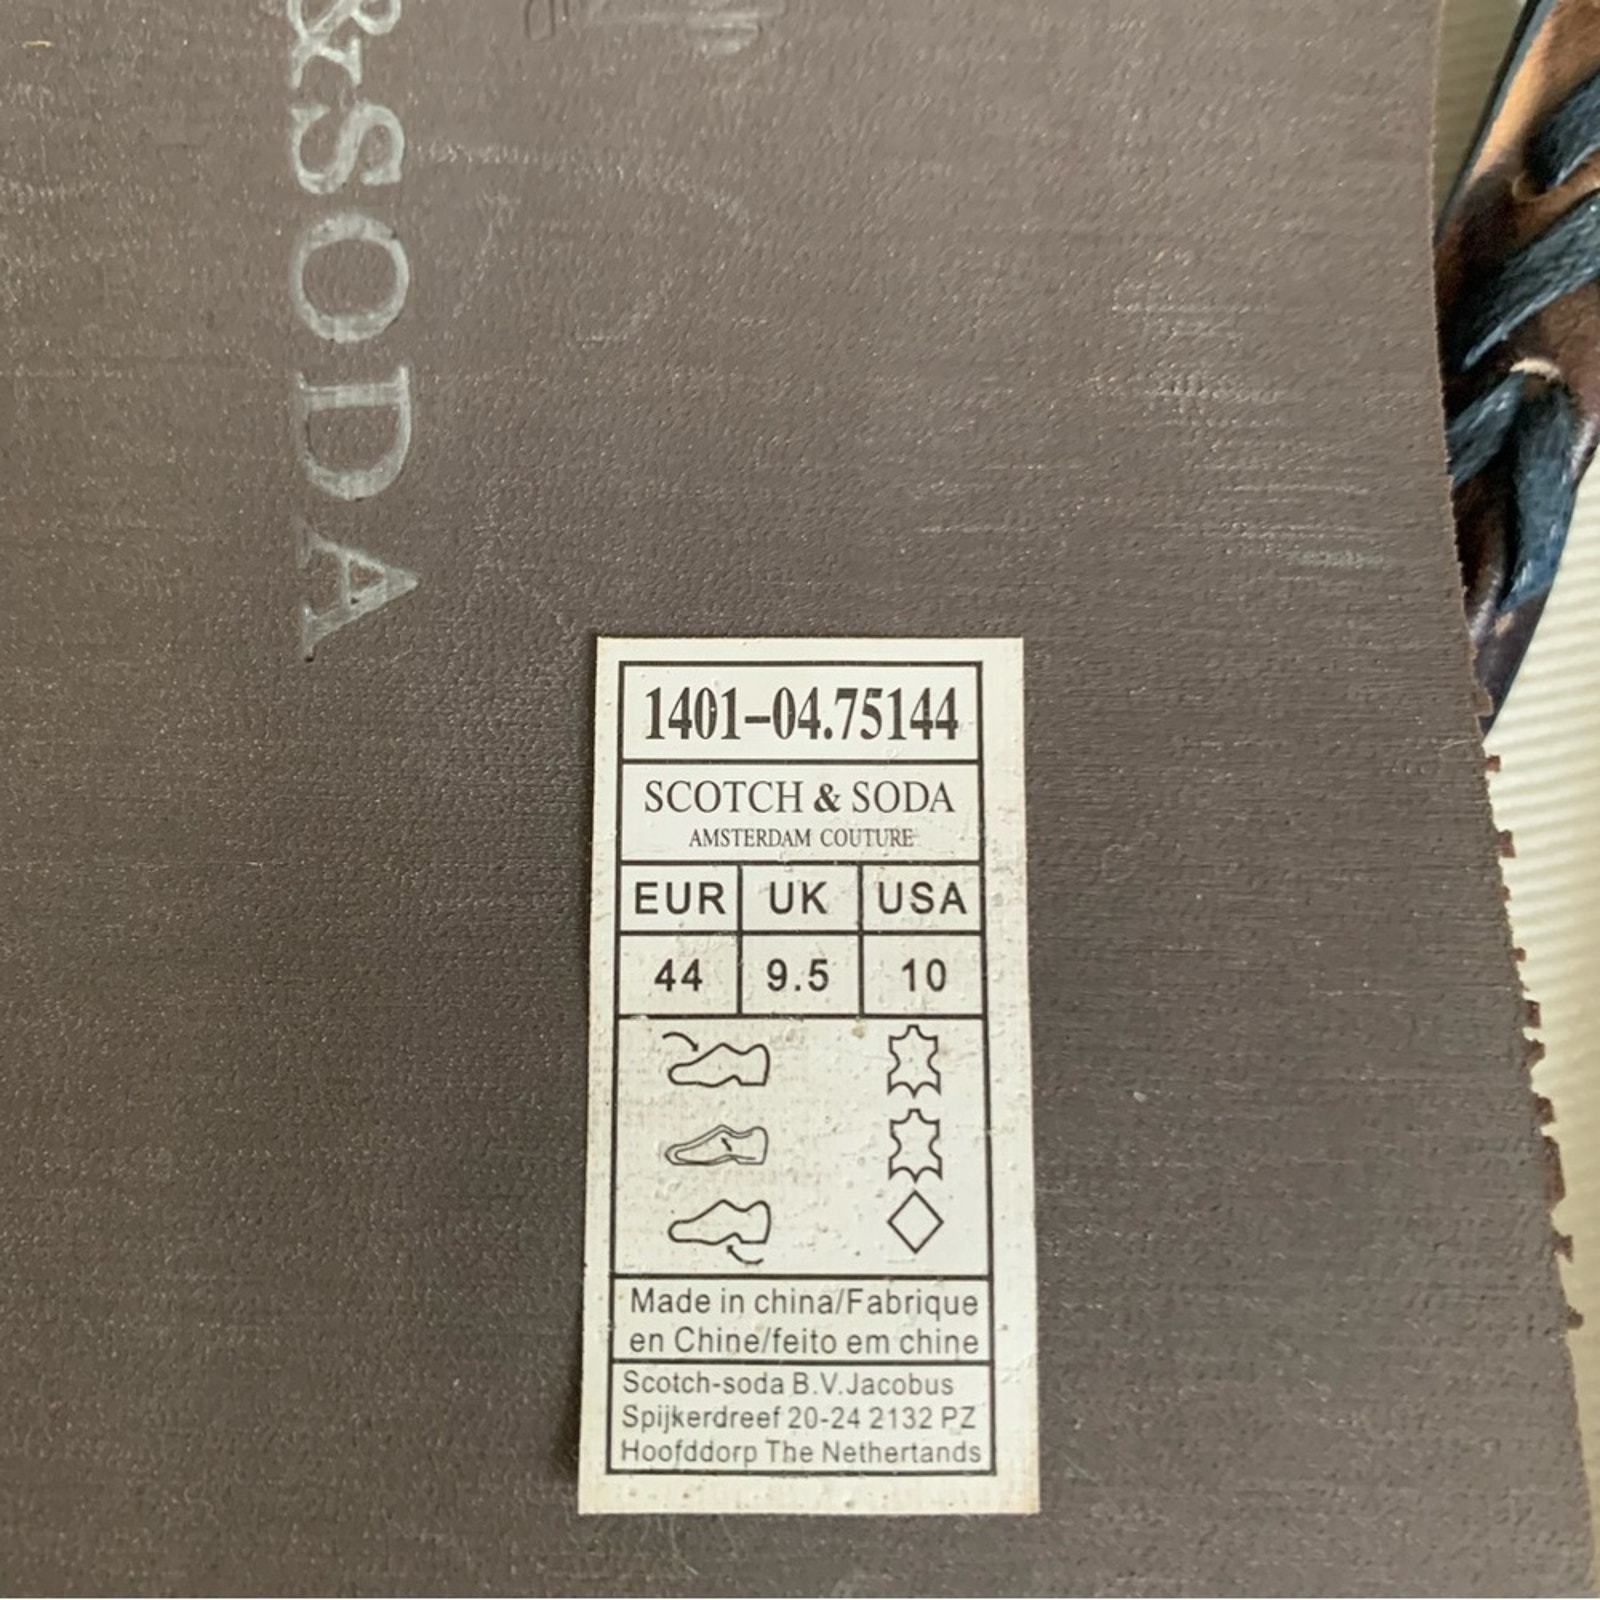 &SODA
1401-04.75144
SCOTCH & SODA
AMSTERDAM COUTURE
EUR UK USA
44 9.5 10
Made in china/Fabrique
en Chine/feito em chine
Scotch-soda B.V.Jacobus
Spijkerdreef 20-24 2132 PZ
Hoofddorp The Nethertands